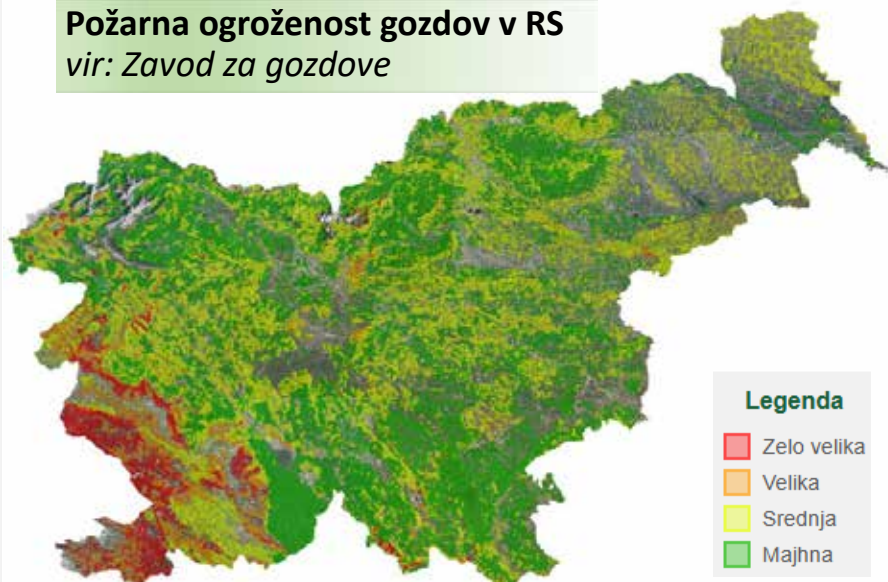 Požarna ogroženost gozdov v RS
vir: Zavod za gozdove
Legenda
Zelo velika
Velika
Srednja
Majhna